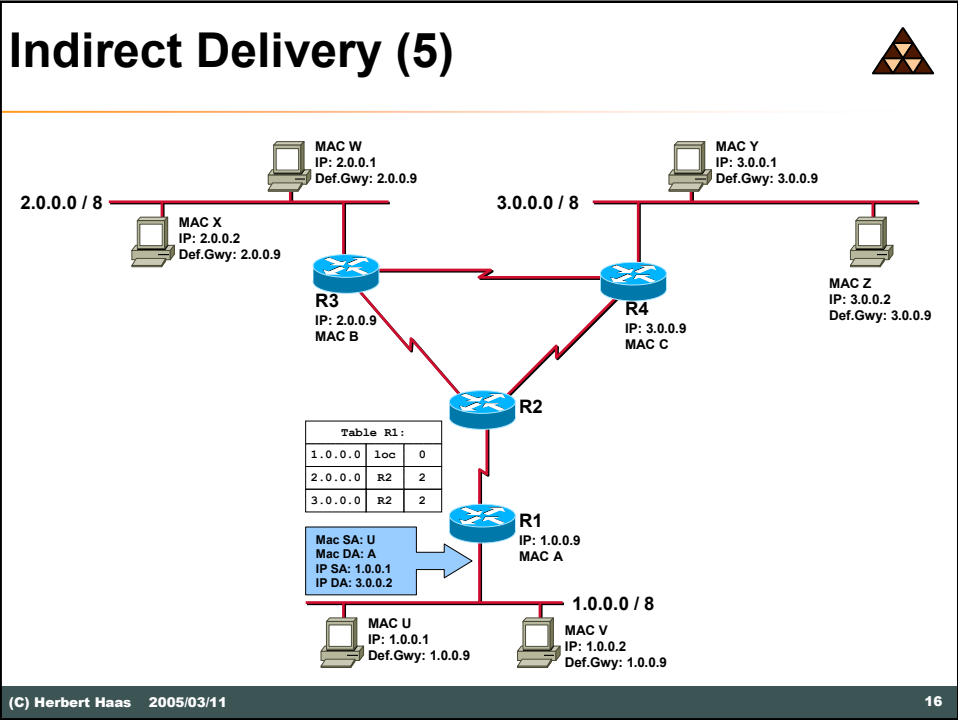 Indirect Delivery (5)
MAC W
IP: 2.0.0.1
Def.Gwy: 2.0.0.9
MAC Y
IP: 3.0.0.1
Def.Gwy: 3.0.0.9
2.0.0.0 / 8
3.0.0.0 / 8
MAC X
IP: 2.0.0.2
Def.Gwy: 2.0.0.9
MAC Z
IP: 3.0.0.2
Def.Gwy: 3.0.0.9
R3
IP: 2.0.0.9
MAC B
R4
IP: 3.0.0.9
MAC C
R2
Table R1:
1.0.0.0 loc 0
2.0.0.0 R2 2
3.0.0.0 R2 2
R1
IP: 1.0.0.9
MAC A
Mac SA: U
Mac DA: A
IP SA: 1.0.0.1
IP DA: 3.0.0.2
1.0.0.0 / 8
MAC U
IP: 1.0.0.1
Def.Gwy: 1.0.0.9
MAC V
IP: 1.0.0.2
Def.Gwy: 1.0.0.9
(C) Herbert Haas 2005/03/11
16